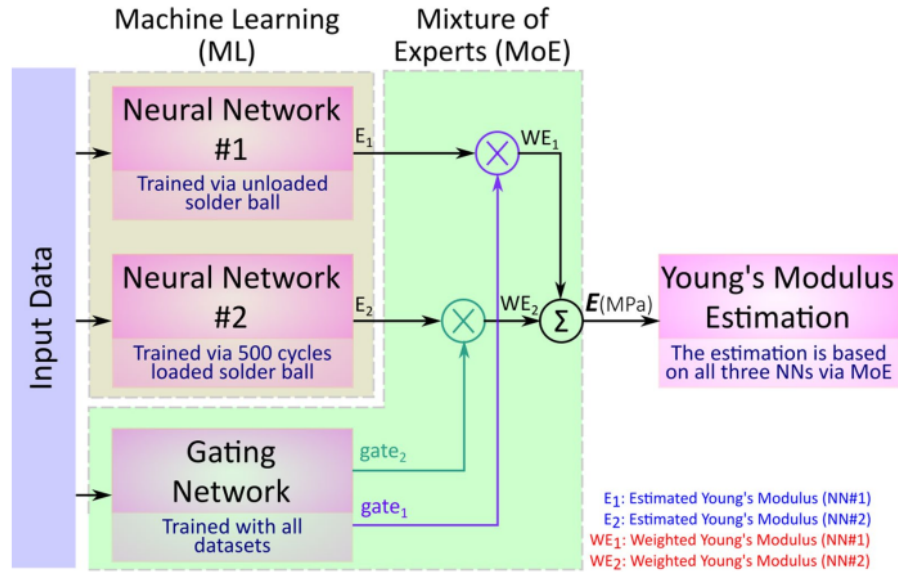 Machine Learning
(ML)
Mixture of
Experts (MoE)
Input Data
Neural Network
#1
Trained via unloaded
solder ball
E₁
WE₁
Neural Network
#2
Trained via 500 cycles
loaded solder ball
E₂
WE₂
Σ
E(MPa)
Young's Modulus
Estimation
The estimation is based
on all three NNs via MoE
Gating
Network
Trained with all
datasets
gate₂
gate₁
E₁: Estimated Young's Modulus (NN#1)
E₂: Estimated Young's Modulus (NN#2)
WE₁: Weighted Young's Modulus (NN#1)
WE₂: Weighted Young's Modulus (NN#2)